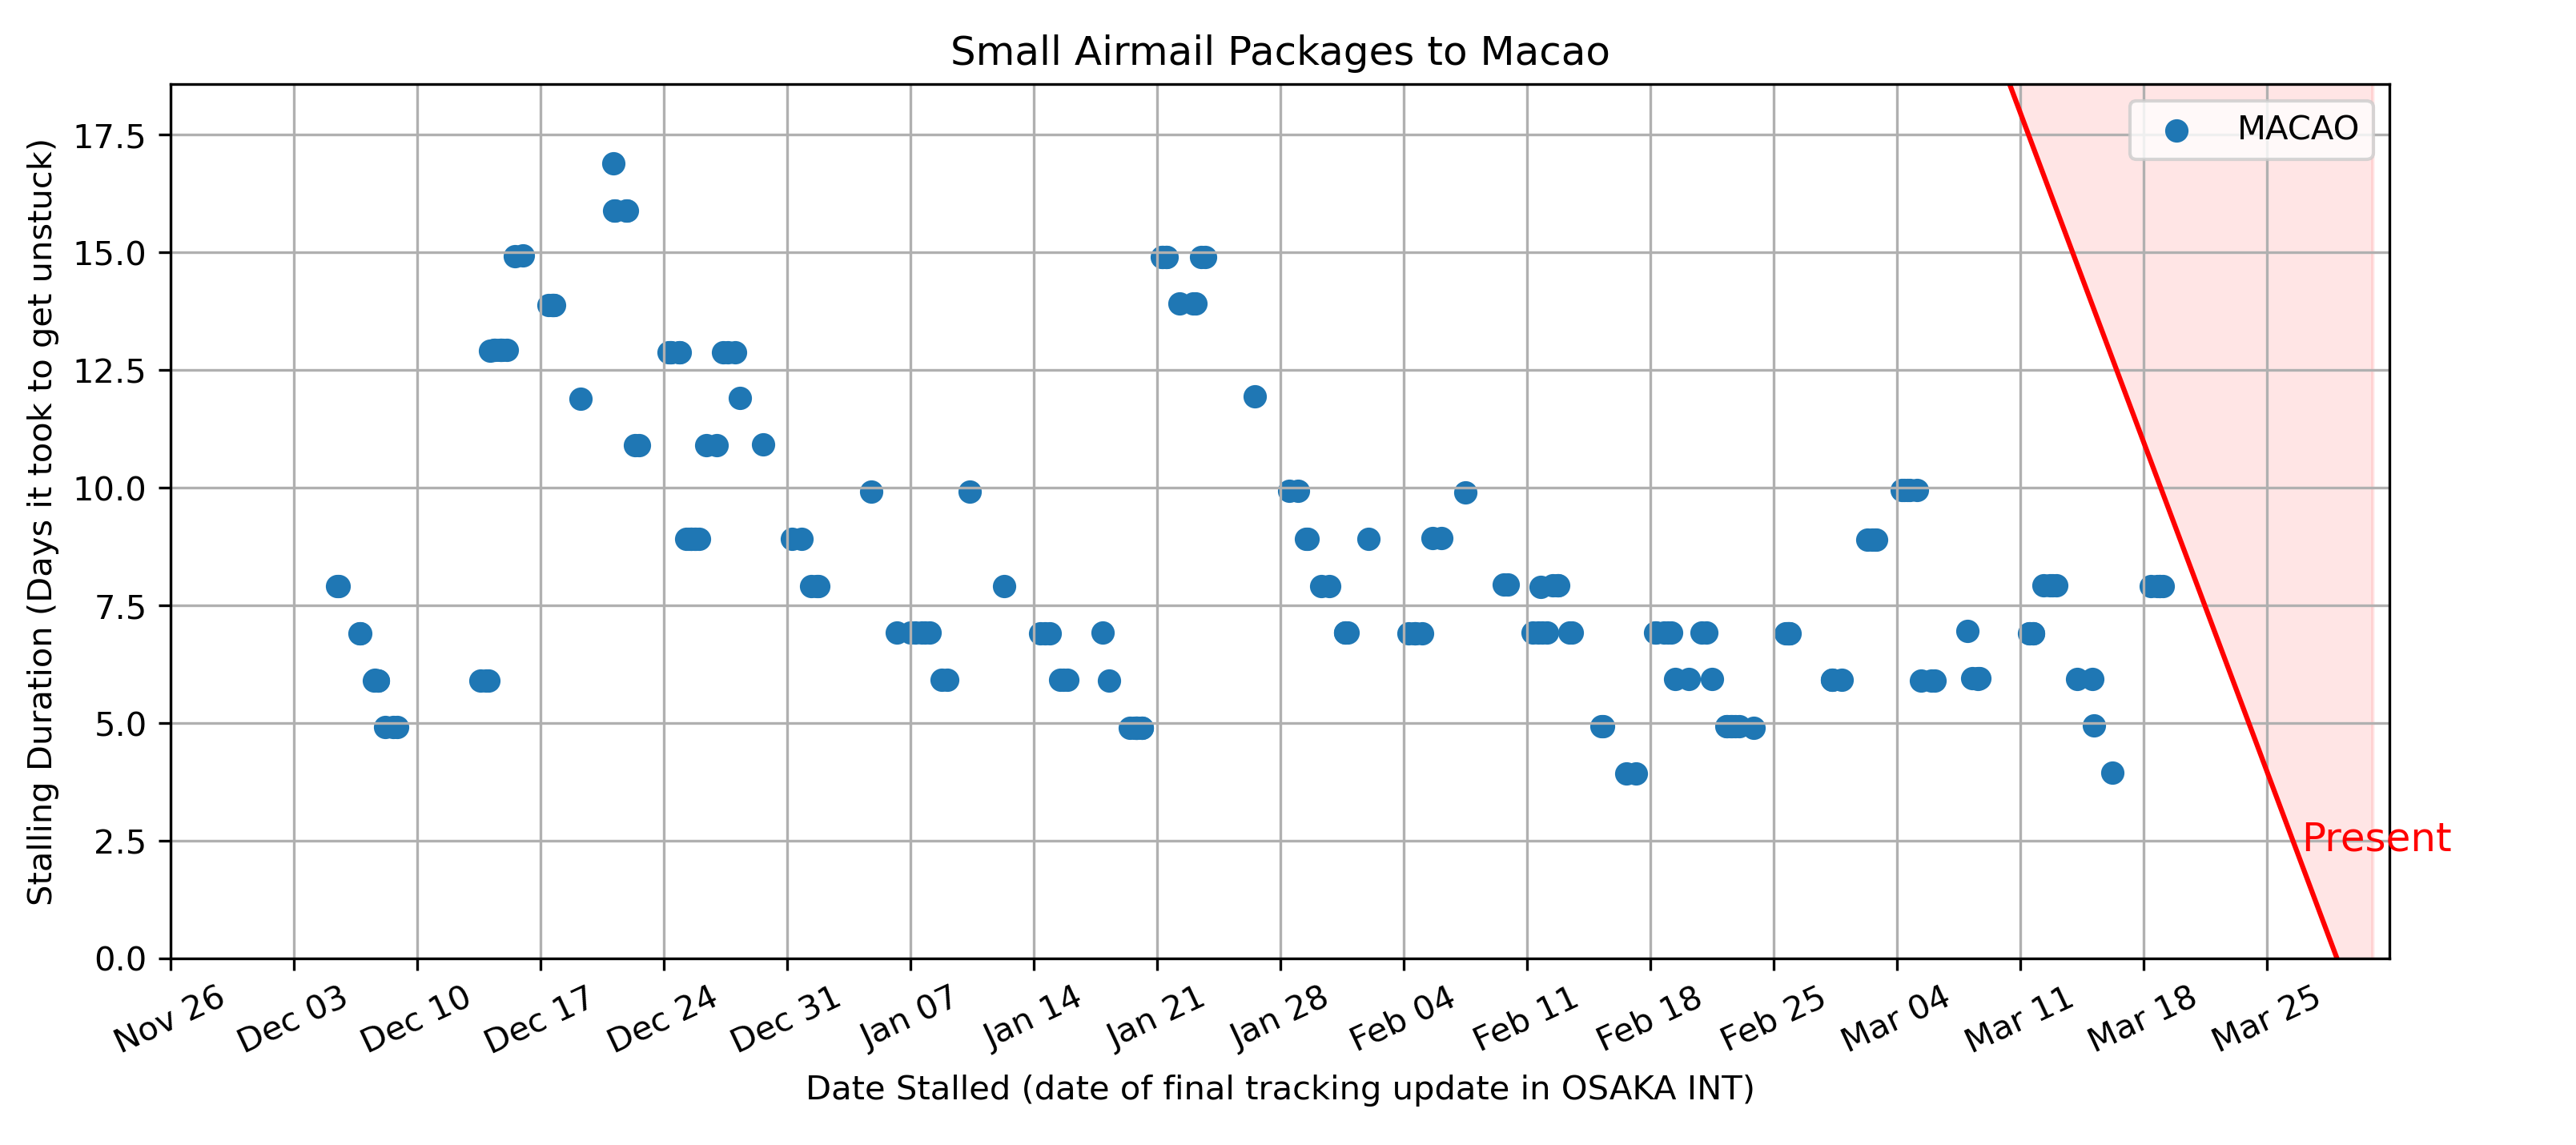 Small Airmail Packages to Macao
Stalling Duration (Days it took to get unstuck)
17.5
15.0
12.5
10.0
7.5
5.0
2.5
0.0
MACAO
Present
Nov 26
Dec 03
Dec 10
Dec 17
Dec 24
Dec 31
Jan 07
Jan 14
Jan 21
Jan 28
Feb 04
Feb 11
Feb 18
Feb 25
Mar 04
Mar 11
Mar 18
Mar 25
Date Stalled (date of final tracking update in OSAKA INT)